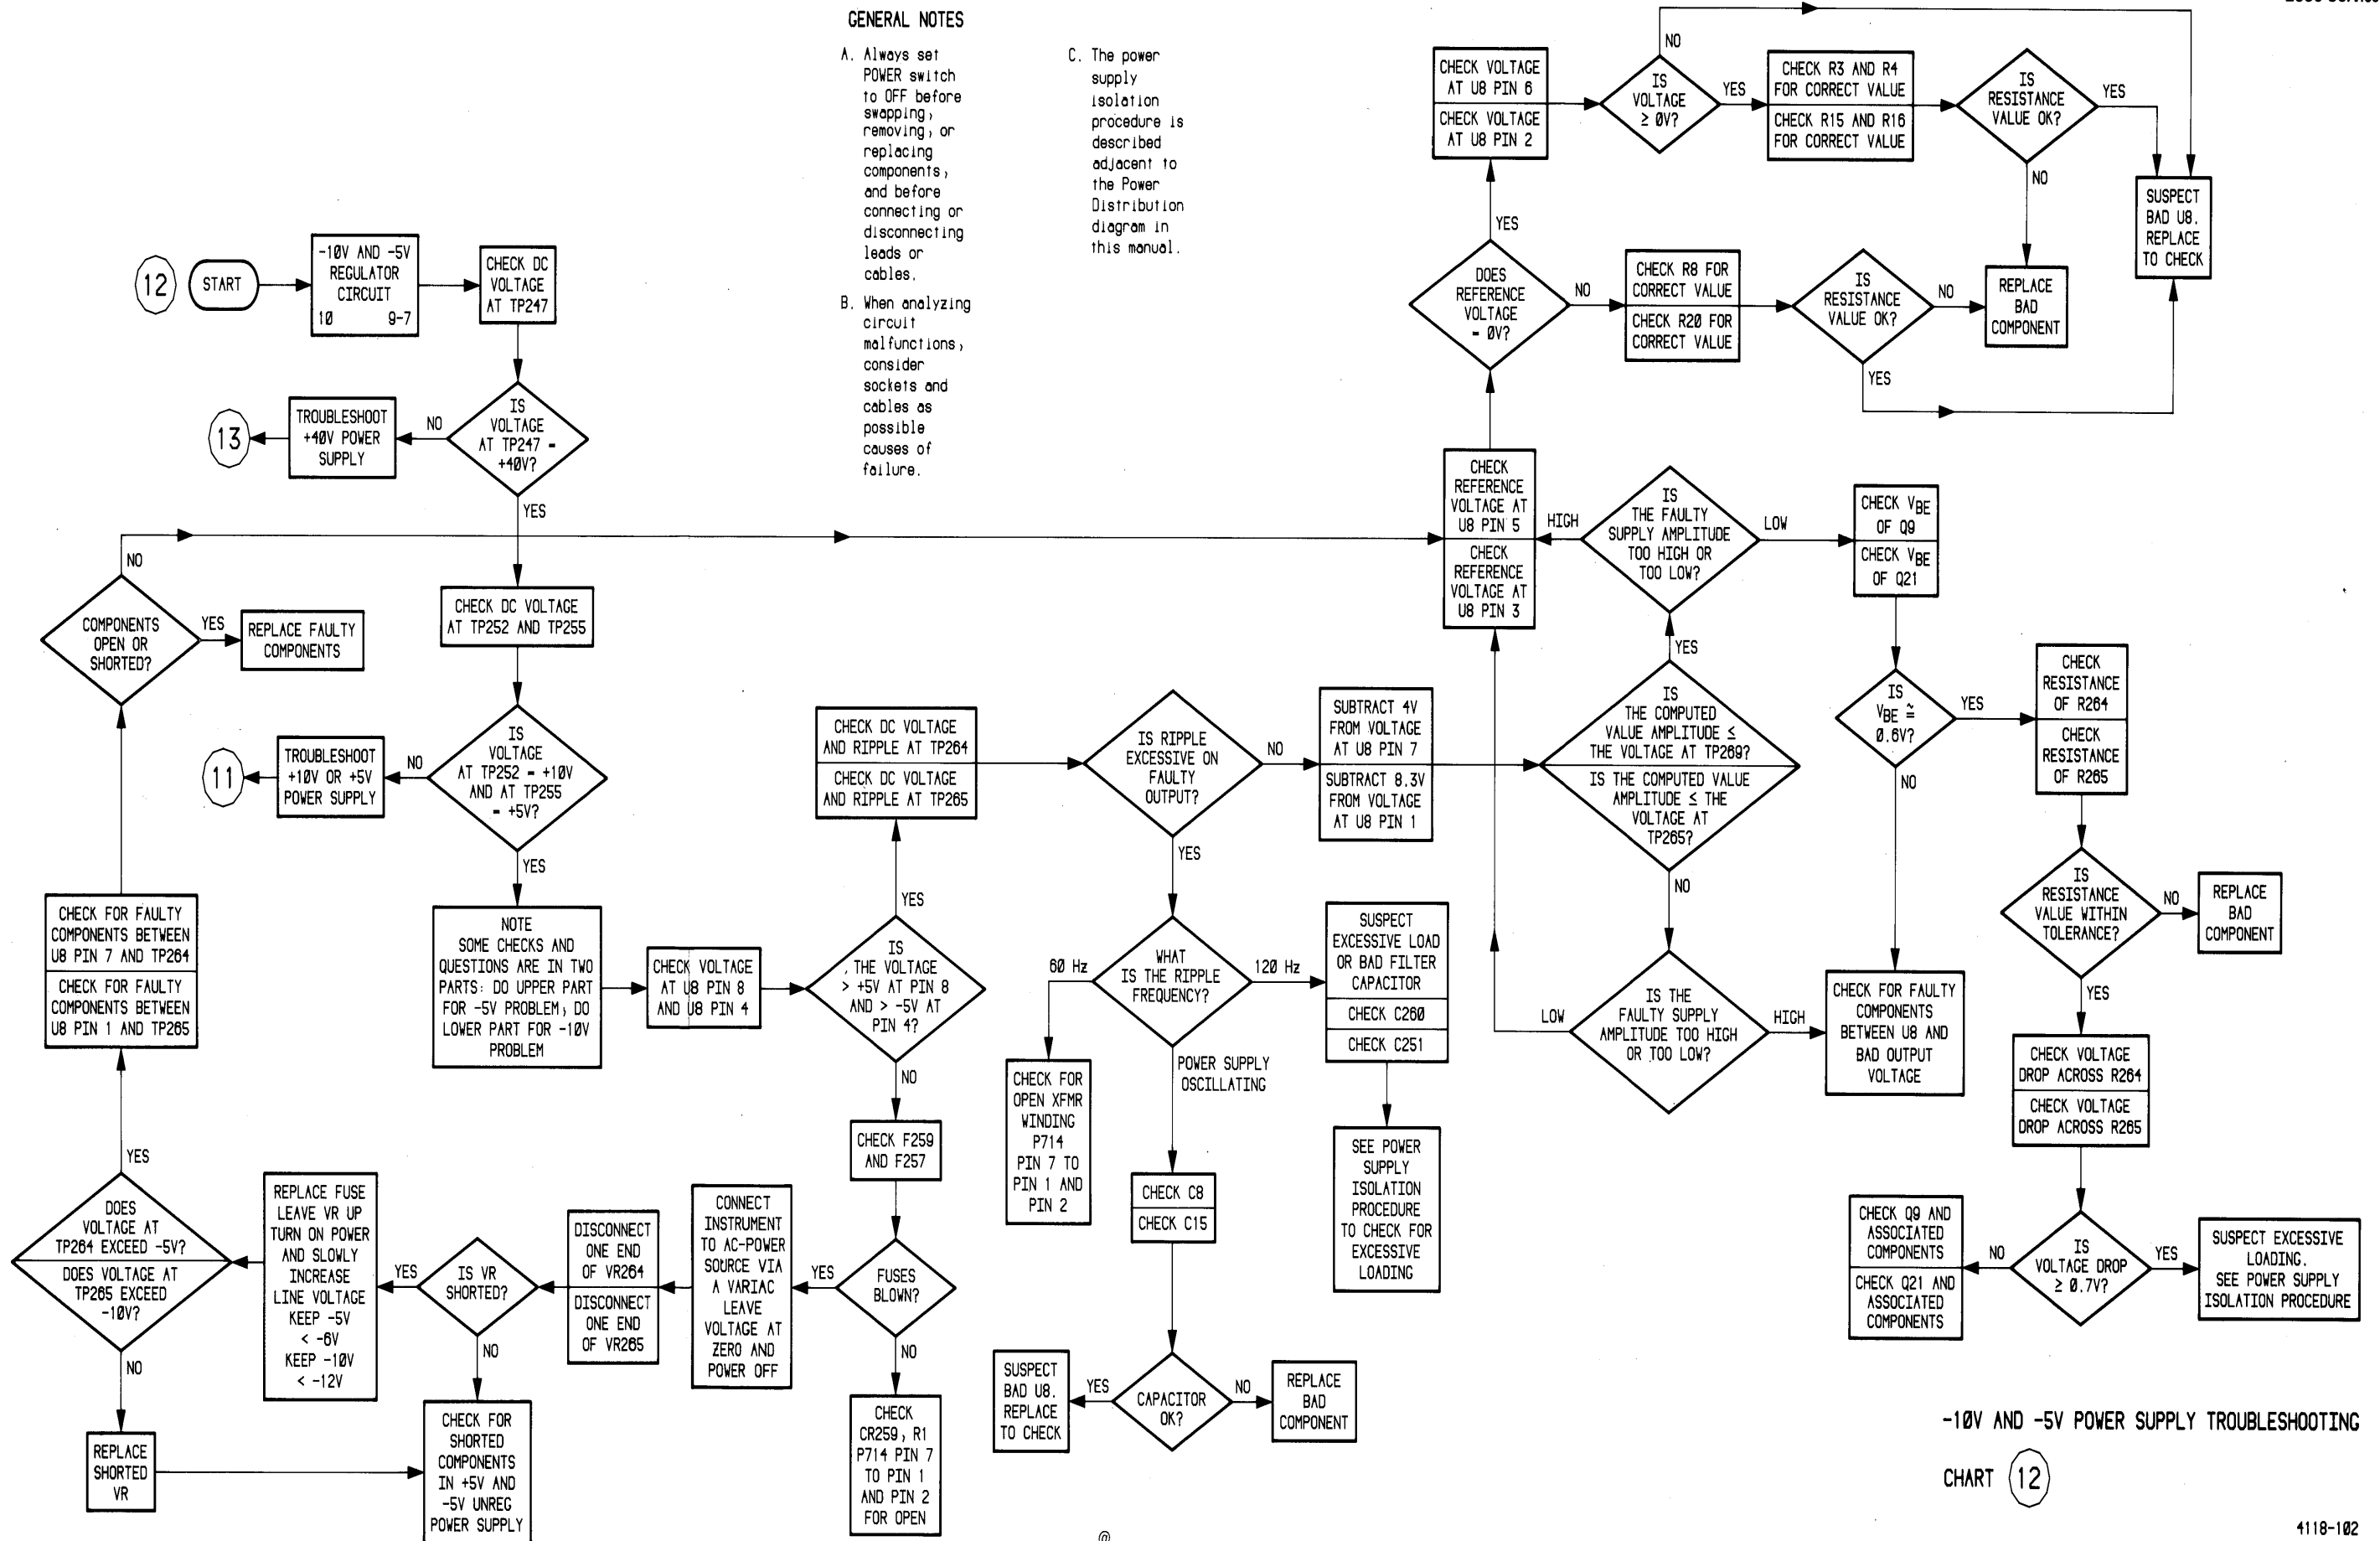 GENERAL NOTES
A. Always set
POWER switch
to OFF before
swapping,
removing, or
replacing
components,
and before
connecting or
disconnecting
leads or
cables.
B. When analyzing
circuit
malfunctions,
consider
sockets and
cables as
possible
causes of
failure.
C. The power
supply
isolation
procedure is
described
adjacent to
the Power
Distribution
diagram in
this manual.
12
START
-10V AND -5V
REGULATOR
CIRCUIT
10 9-7
CHECK DC
VOLTAGE
AT TP247
IS
VOLTAGE
AT TP247 =
+40V?
NO
TROUBLESHOOT
+40V POWER
SUPPLY
13
YES
CHECK DC VOLTAGE
AT TP252 AND TP255
IS
VOLTAGE
AT TP252 = +10V
AND AT TP255
= +5V?
NO
TROUBLESHOOT
+10V OR +5V
POWER SUPPLY
11
YES
NOTE
SOME CHECKS AND
QUESTIONS ARE IN TWO
PARTS: DO UPPER PART
FOR -5V PROBLEM; DO
LOWER PART FOR -10V
PROBLEM
CHECK VOLTAGE
AT U8 PIN 8
AND U8 PIN 4
IS
THE VOLTAGE
> +5V AT PIN 8
AND > -5V AT
PIN 4?
YES
CHECK DC VOLTAGE
AND RIPPLE AT TP264
CHECK DC VOLTAGE
AND RIPPLE AT TP265
NO
CHECK F259
AND F257
FUSES
BLOWN?
NO
CHECK
CR259, R1
P714 PIN 7
TO PIN 1
AND PIN 2
FOR OPEN
YES
CONNECT
INSTRUMENT
TO AC-POWER
SOURCE VIA
A VARIAC
LEAVE
VOLTAGE AT
ZERO AND
POWER OFF
DISCONNECT
ONE END
OF VR264
DISCONNECT
ONE END
OF VR265
IS VR
SHORTED?
NO
CHECK FOR
SHORTED
COMPONENTS
IN +5V AND
-5V UNREG
POWER SUPPLY
YES
REPLACE FUSE
LEAVE VR UP
TURN ON POWER
AND SLOWLY
INCREASE
LINE VOLTAGE
KEEP -5V
< -6V
KEEP -10V
< -12V
DOES
VOLTAGE AT
TP264 EXCEED -5V?
DOES VOLTAGE AT
TP265 EXCEED
-10V?
NO
REPLACE
SHORTED
VR
YES
CHECK FOR FAULTY
COMPONENTS BETWEEN
U8 PIN 7 AND TP264
CHECK FOR FAULTY
COMPONENTS BETWEEN
U8 PIN 1 AND TP265
COMPONENTS
OPEN OR
SHORTED?
YES
REPLACE FAULTY
COMPONENTS
NO
IS RIPPLE
EXCESSIVE ON
FAULTY
OUTPUT?
YES
WHAT
IS THE RIPPLE
FREQUENCY?
60 Hz
CHECK FOR
OPEN XFMR
WINDING
P714
PIN 7 TO
PIN 1 AND
PIN 2
120 Hz
SUSPECT
EXCESSIVE LOAD
OR BAD FILTER
CAPACITOR
CHECK C260
CHECK C251
SEE POWER
SUPPLY
ISOLATION
PROCEDURE
TO CHECK FOR
EXCESSIVE
LOADING
POWER SUPPLY
OSCILLATING
CHECK C8
CHECK C15
CAPACITOR
OK?
YES
SUSPECT
BAD U8.
REPLACE
TO CHECK
NO
REPLACE
BAD
COMPONENT
NO
SUBTRACT 4V
FROM VOLTAGE
AT U8 PIN 7
SUBTRACT 8.3V
FROM VOLTAGE
AT U8 PIN 1
IS
THE COMPUTED
VALUE AMPLITUDE ≤
THE VOLTAGE AT TP269?
IS THE COMPUTED VALUE
AMPLITUDE ≤ THE
VOLTAGE AT
TP265?
YES
IS
THE FAULTY
SUPPLY AMPLITUDE
TOO HIGH OR
TOO LOW?
HIGH
CHECK
REFERENCE
VOLTAGE AT
U8 PIN 5
CHECK
REFERENCE
VOLTAGE AT
U8 PIN 3
DOES
REFERENCE
VOLTAGE
= 0V?
YES
CHECK VOLTAGE
AT U8 PIN 6
CHECK VOLTAGE
AT U8 PIN 2
IS
VOLTAGE
≥ 0V?
NO
YES
CHECK R3 AND R4
FOR CORRECT VALUE
CHECK R15 AND R16
FOR CORRECT VALUE
IS
RESISTANCE
VALUE OK?
YES
SUSPECT
BAD U8.
REPLACE
TO CHECK
NO
REPLACE
BAD
COMPONENT
NO
CHECK R8 FOR
CORRECT VALUE
CHECK R20 FOR
CORRECT VALUE
IS
RESISTANCE
VALUE OK?
NO
YES
LOW
CHECK VBE
OF Q9
CHECK VBE
OF Q21
IS
VBE ≅
0.6V?
YES
CHECK
RESISTANCE
OF R264
CHECK
RESISTANCE
OF R265
NO
IS
RESISTANCE
VALUE WITHIN
TOLERANCE?
NO
REPLACE
BAD
COMPONENT
YES
CHECK VOLTAGE
DROP ACROSS R264
CHECK VOLTAGE
DROP ACROSS R265
IS
VOLTAGE DROP
≥ 0.7V?
NO
CHECK Q9 AND
ASSOCIATED
COMPONENTS
CHECK Q21 AND
ASSOCIATED
COMPONENTS
YES
SUSPECT EXCESSIVE
LOADING.
SEE POWER SUPPLY
ISOLATION PROCEDURE
NO
IS THE
FAULTY SUPPLY
AMPLITUDE TOO HIGH
OR TOO LOW?
LOW
HIGH
CHECK FOR FAULTY
COMPONENTS
BETWEEN U8 AND
BAD OUTPUT
VOLTAGE
-10V AND -5V POWER SUPPLY TROUBLESHOOTING
CHART 12
4118-102
@